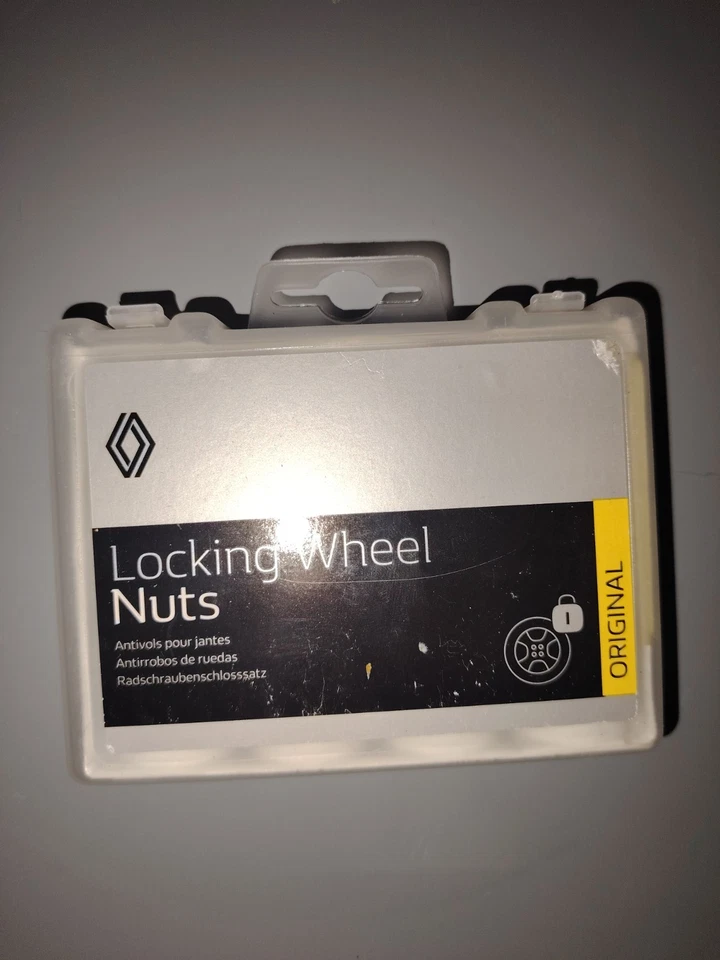 Locking Wheel
Nuts
Antivols pour jantes
Antirrobos de ruedas
Radschraubenschlosssatz
ORIGINAL